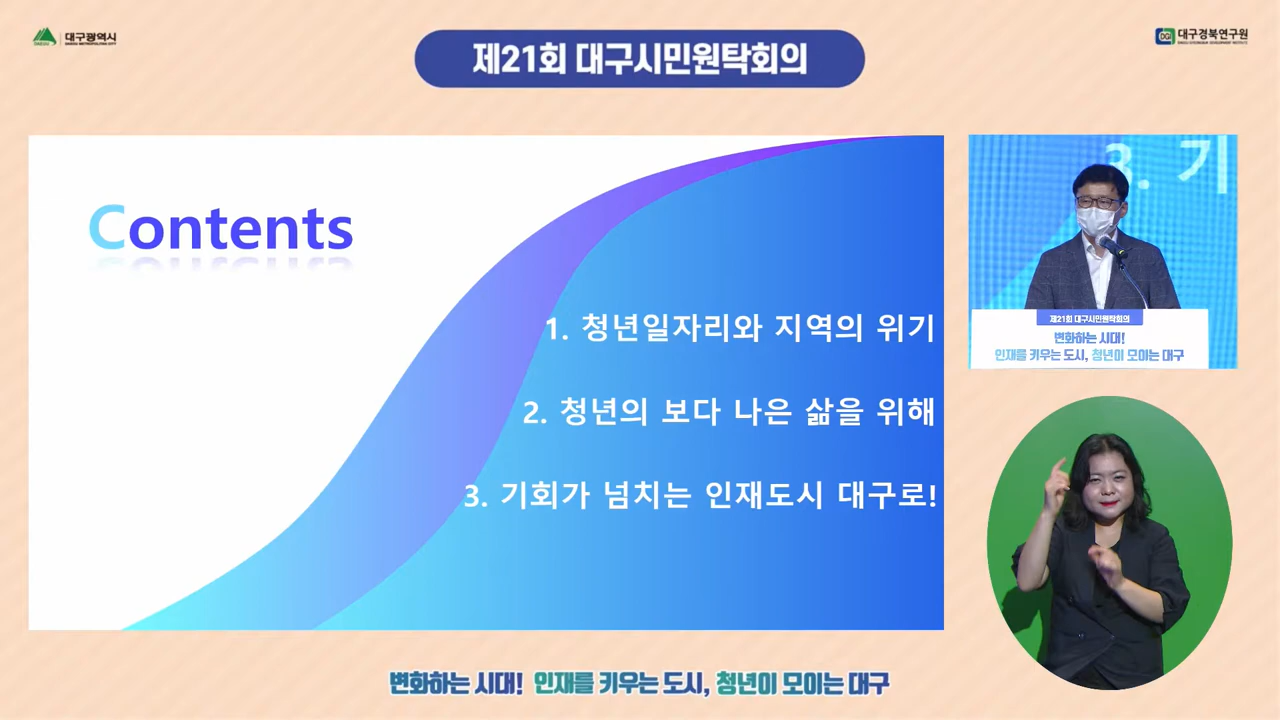 대구광역시
DAEGU METROPOLITAN CITY
제21회 대구시민원탁회의
DGI 대구경북연구원
Contents
1. 청년일자리와 지역의 위기
2. 청년의 보다 나은 삶을 위해
3. 기회가 넘치는 인재도시 대구로!
3. 기
제21회 대구시민원탁회의
변화하는 시대!
인재를 키우는 도시, 청년이 모이는 대구
변화하는 시대! 인재를 키우는 도시, 청년이 모이는 대구